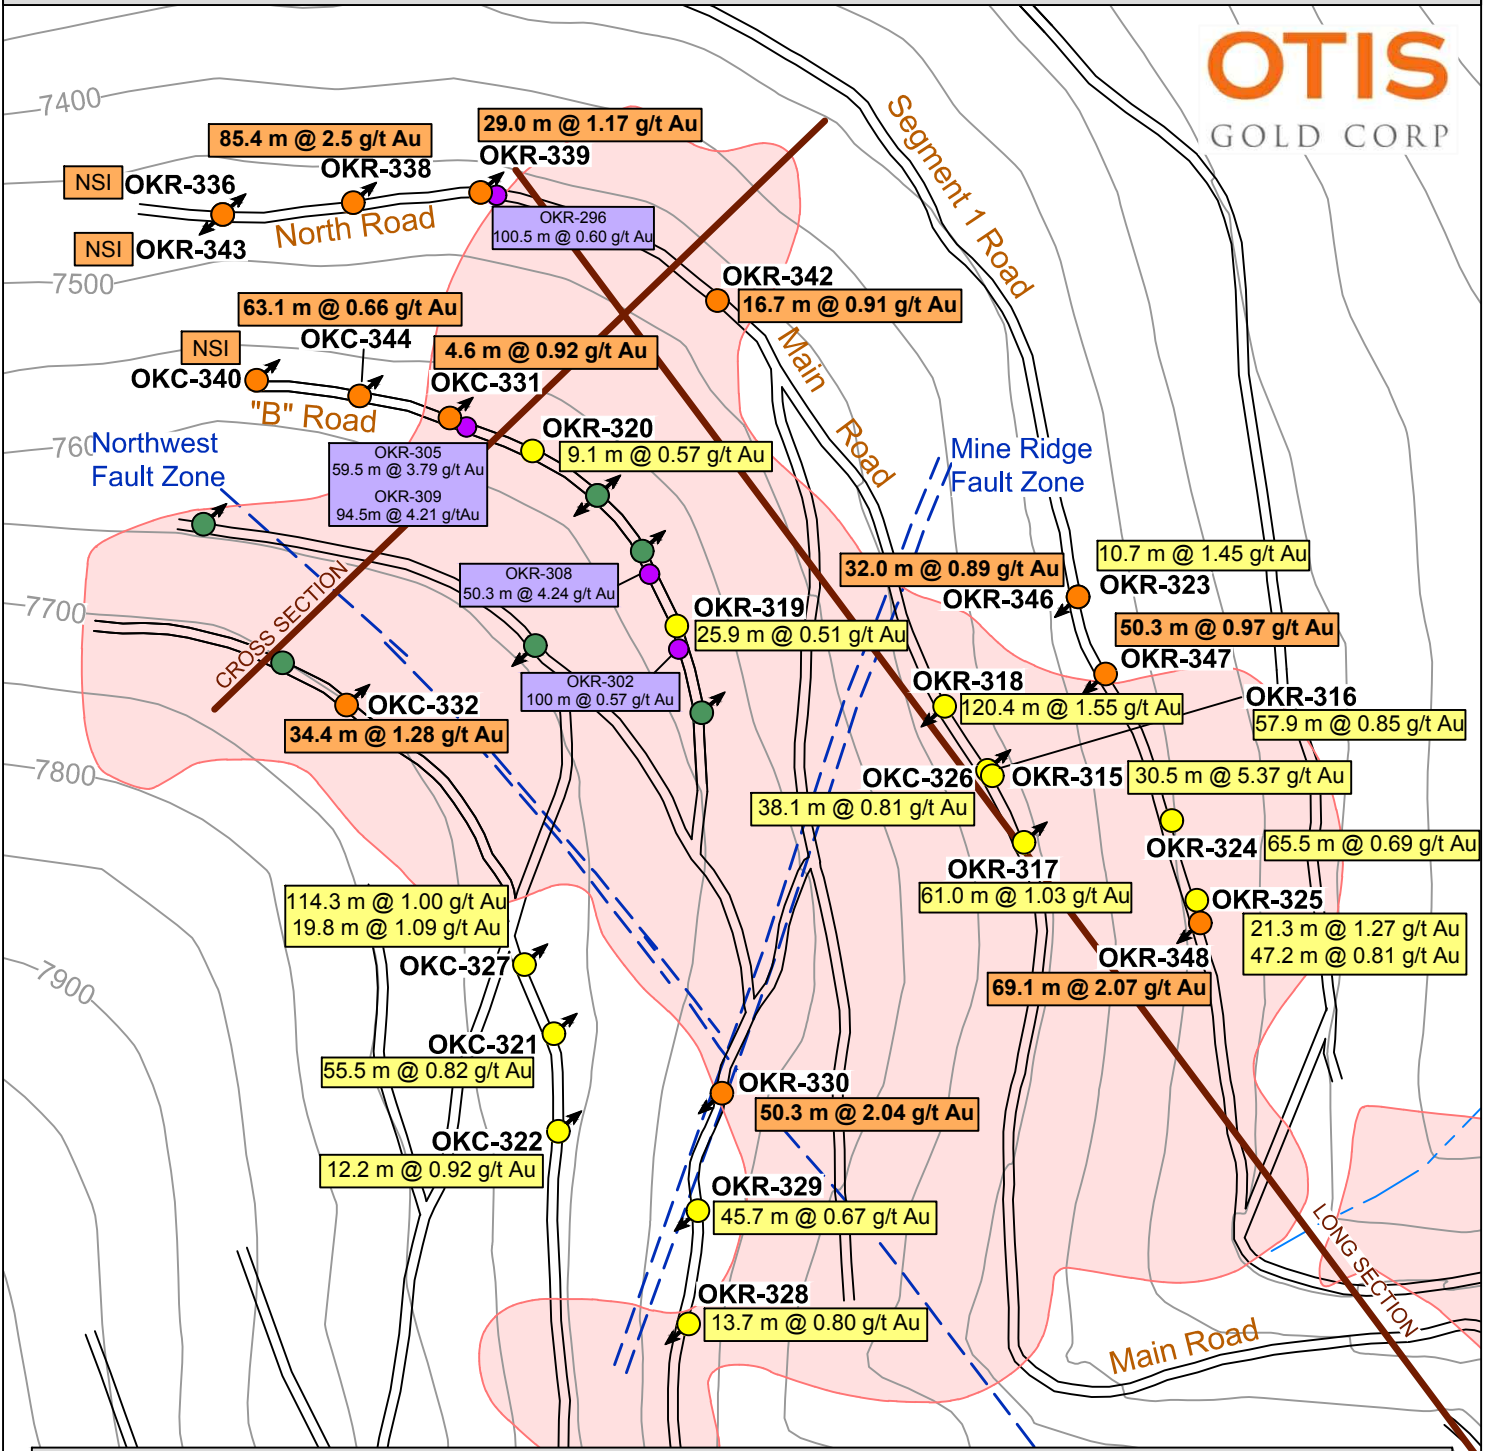 OTIS
GOLD CORP
7400
85.4 m @ 2.5 g/t Au
29.0 m @ 1.17 g/t Au
OKR-339
OKR-338
NSI
OKR-336
North Road
NSI
OKR-343
OKR-296
100.5 m @ 0.60 g/t Au
Segment 1 Road
7500
OKR-342
16.7 m @ 0.91 g/t Au
63.1 m @ 0.66 g/t Au
OKC-344
NSI
OKC-340
4.6 m @ 0.92 g/t Au
OKC-331
"B" Road
Main Road
760
Northwest
Fault Zone
OKR-320
9.1 m @ 0.57 g/t Au
OKR-305
59.5 m @ 3.79 g/t Au
OKR-309
94.5m @ 4.21 g/tAu
Mine Ridge
Fault Zone
10.7 m @ 1.45 g/t Au
OKR-323
32.0 m @ 0.89 g/t Au
OKR-346
OKR-308
50.3 m @ 4.24 g/t Au
7700
CROSS SECTION
OKR-319
25.9 m @ 0.51 g/t Au
50.3 m @ 0.97 g/t Au
OKR-347
OKR-302
100 m @ 0.57 g/t Au
OKR-318
120.4 m @ 1.55 g/t Au
OKR-316
57.9 m @ 0.85 g/t Au
OKC-332
34.4 m @ 1.28 g/t Au
7800
OKC-326
38.1 m @ 0.81 g/t Au
OKR-315
30.5 m @ 5.37 g/t Au
OKR-324
65.5 m @ 0.69 g/t Au
OKR-317
61.0 m @ 1.03 g/t Au
114.3 m @ 1.00 g/t Au
19.8 m @ 1.09 g/t Au
OKC-327
OKR-325
21.3 m @ 1.27 g/t Au
47.2 m @ 0.81 g/t Au
OKR-348
69.1 m @ 2.07 g/t Au
7900
OKC-321
55.5 m @ 0.82 g/t Au
OKR-330
50.3 m @ 2.04 g/t Au
OKC-322
12.2 m @ 0.92 g/t Au
OKR-329
45.7 m @ 0.67 g/t Au
LONG SECTION
OKR-328
13.7 m @ 0.80 g/t Au
Main Road